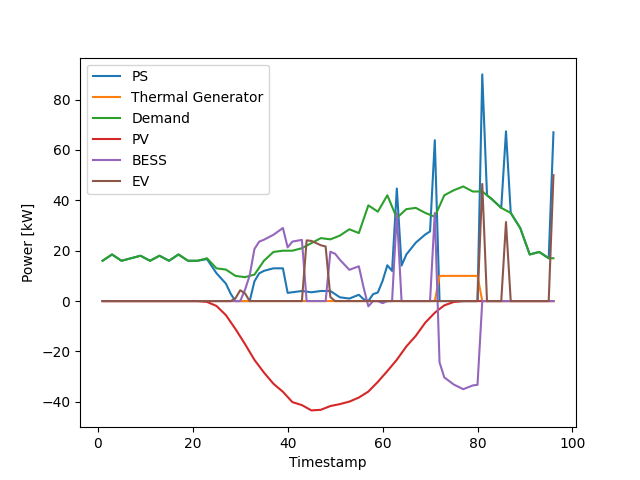 PS
Thermal Generator
Demand
PV
BESS
EV
Power [kW]
80
60
40
20
0
−20
−40
0 20 40 60 80 100
Timestamp